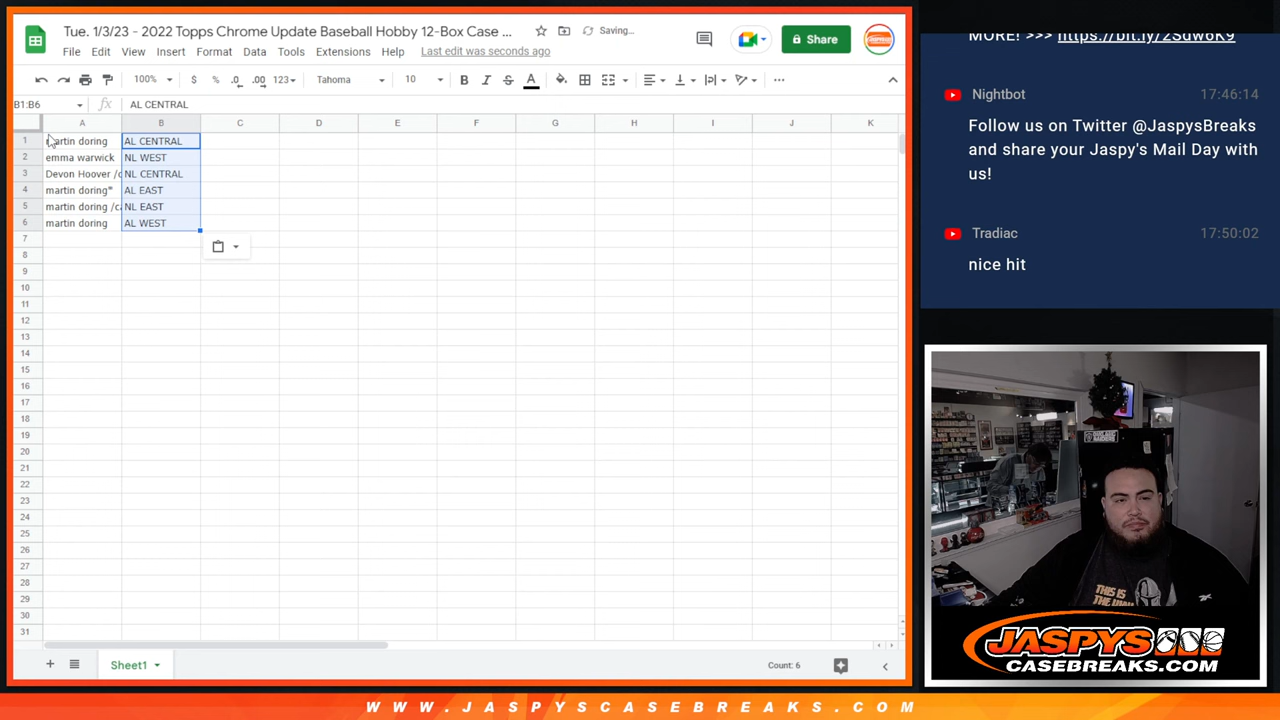 Tue. 1/3/23 - 2022 Topps Chrome Update Baseball Hobby 12-Box Case ...
Saving...
Share
File Edit View Insert Format Data Tools Extensions Help Last edit was seconds ago
100% $ % .0 .00 123 Tahoma 10 B I S A
B1:B6 fx AL CENTRAL
A B C D E F G H I J K
1 martin doring AL CENTRAL
2 emma warwick NL WEST
3 Devon Hoover NL CENTRAL
4 martin doring* AL EAST
5 martin doring NL EAST
6 martin doring AL WEST
7
8
9
10
11
12
13
14
15
16
17
18
19
20
21
22
23
24
25
26
27
28
29
30
31
Sheet1
Count: 6
MORE! >>> https://bit.ly/2Sdw6K9
Nightbot 17:46:14
Follow us on Twitter @JaspysBreaks
and share your Jaspy's Mail Day with
us!
Tradiac 17:50:02
nice hit
THIS IS
JASPYS
CASEBREAKS.COM
WWW.JASPYSCASEBREAKS.COM